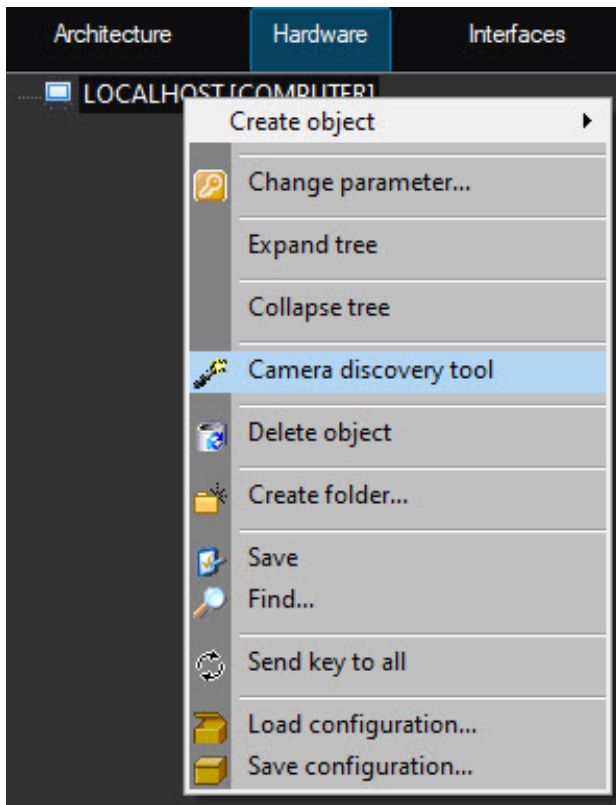 Architecture Hardware Interfaces
LOCALHOST [COMPUTER]
Create object
Change parameter...
Expand tree
Collapse tree
Camera discovery tool
Delete object
Create folder...
Save
Find...
Send key to all
Load configuration...
Save configuration...